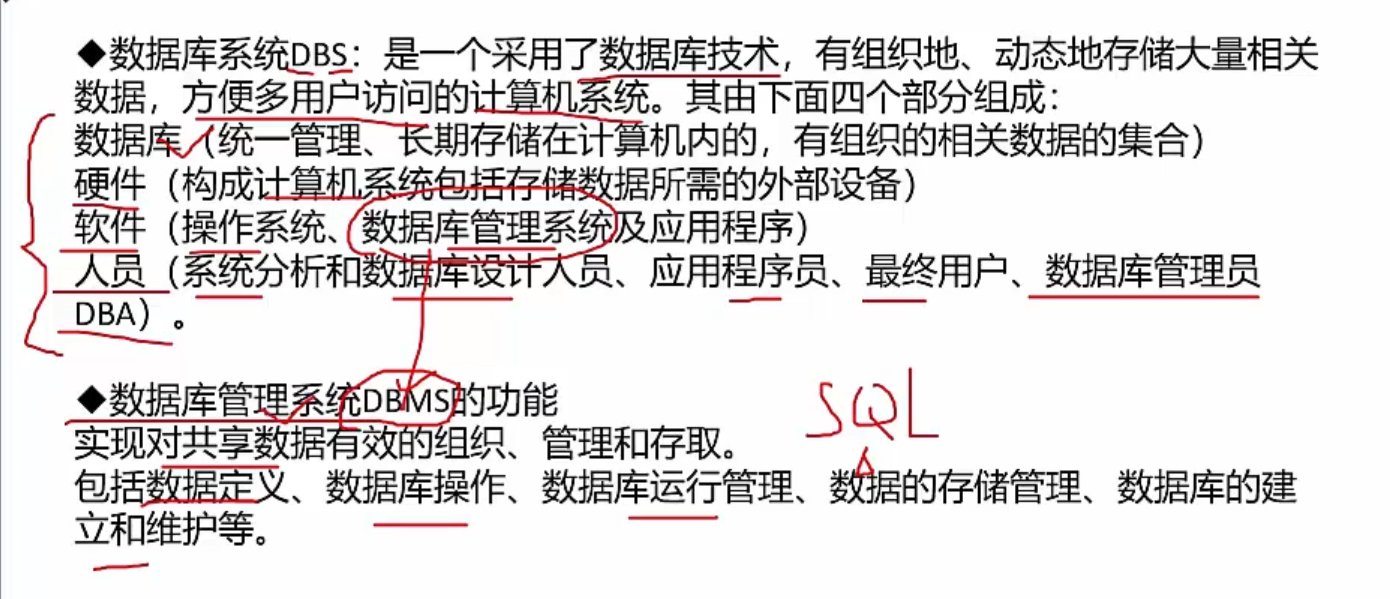 ◆数据库系统DBS：是一个采用了数据库技术，有组织地、动态地存储大量相关
数据，方便多用户访问的计算机系统。其由下面四个部分组成：
数据库（统一管理、长期存储在计算机内的，有组织的相关数据的集合）
硬件（构成计算机系统包括存储数据所需的外部设备）
软件（操作系统、数据库管理系统及应用程序）
人员（系统分析和数据库设计人员、应用程序员、最终用户、数据库管理员
DBA）。
◆数据库管理系统DBMS的功能
SQL
实现对共享数据有效的组织、管理和存取。
包括数据定义、数据库操作、数据库运行管理、数据的存储管理、数据库的建
立和维护等。